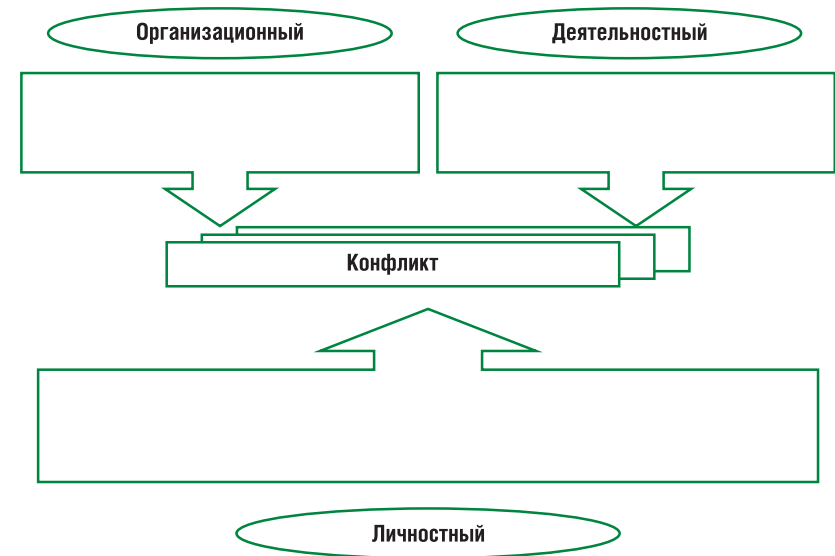 Организационный
Деятельностный
Конфликт
Личностный